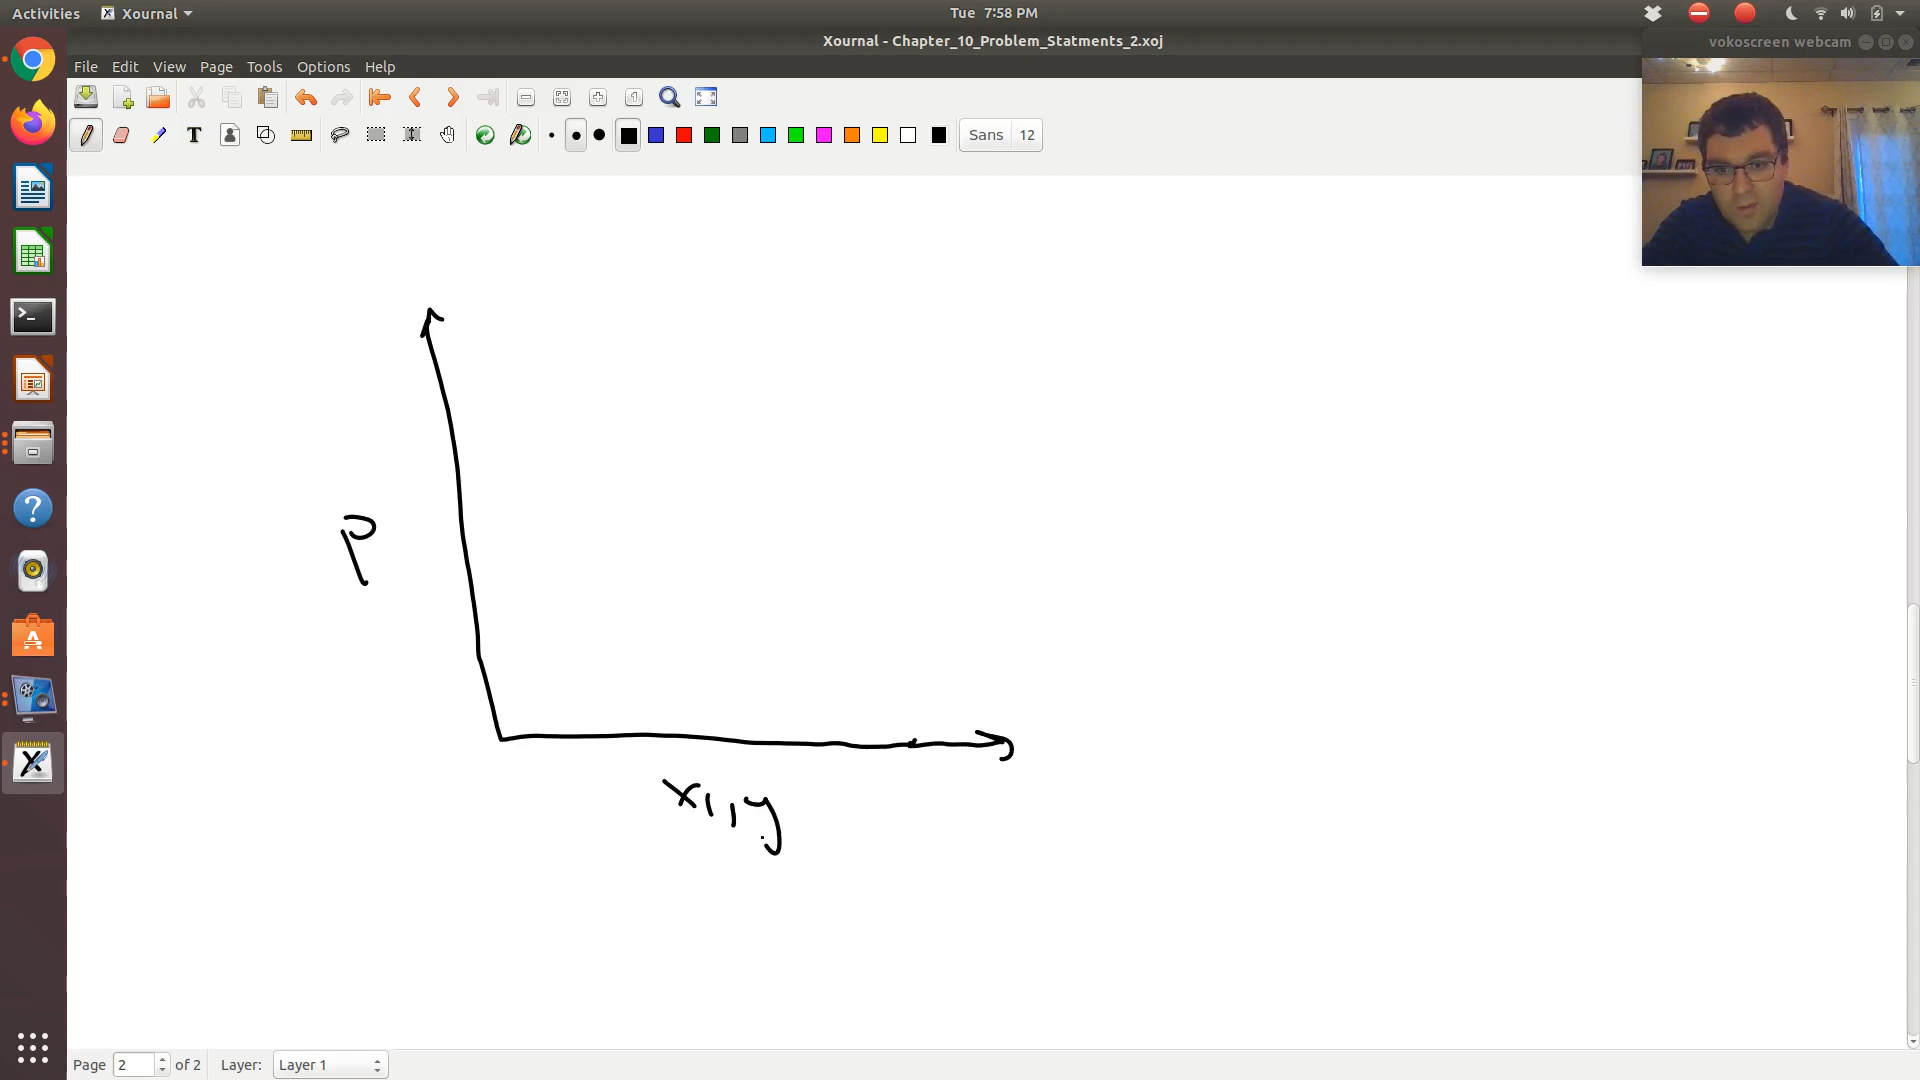 Activities Xournal Tue 7:58 PM
Xournal - Chapter_10_Problem_Statments_2.xoj
vokoscreen webcam
File Edit View Page Tools Options Help
Sans 12
P
x1,y
Page 2 of 2 Layer: Layer 1